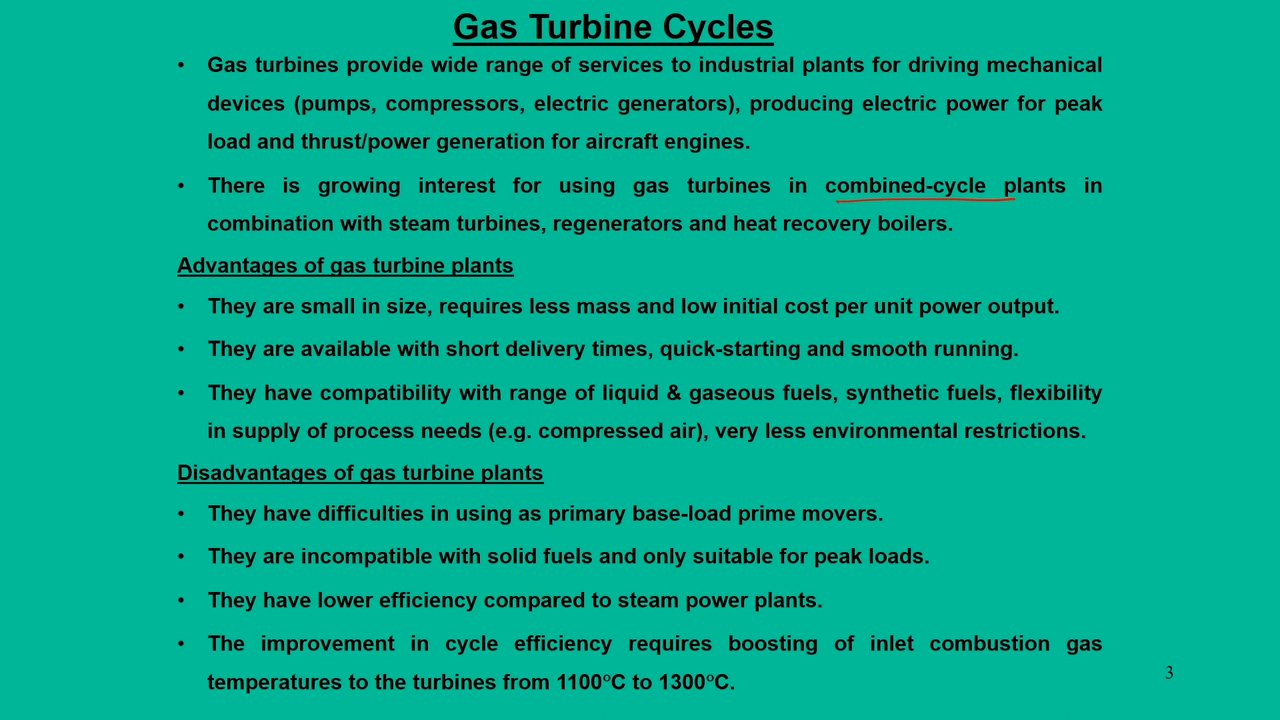 Gas Turbine Cycles
• Gas turbines provide wide range of services to industrial plants for driving mechanical
devices (pumps, compressors, electric generators), producing electric power for peak
load and thrust/power generation for aircraft engines.
• There is growing interest for using gas turbines in combined-cycle plants in
combination with steam turbines, regenerators and heat recovery boilers.
Advantages of gas turbine plants
• They are small in size, requires less mass and low initial cost per unit power output.
• They are available with short delivery times, quick-starting and smooth running.
• They have compatibility with range of liquid & gaseous fuels, synthetic fuels, flexibility
in supply of process needs (e.g. compressed air), very less environmental restrictions.
Disadvantages of gas turbine plants
• They have difficulties in using as primary base-load prime movers.
• They are incompatible with solid fuels and only suitable for peak loads.
• They have lower efficiency compared to steam power plants.
• The improvement in cycle efficiency requires boosting of inlet combustion gas
temperatures to the turbines from 1100°C to 1300°C.
3